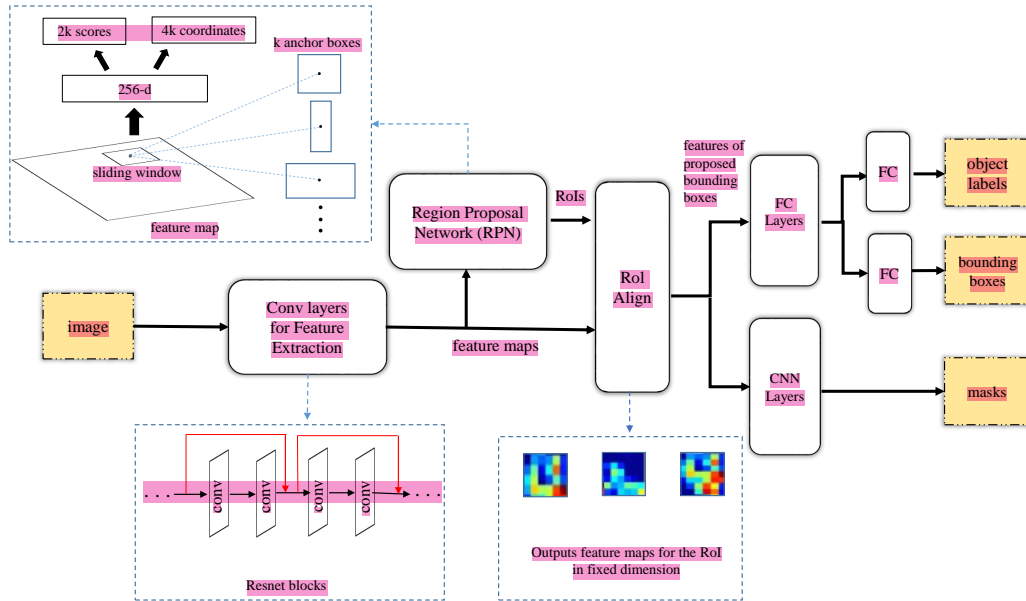 2k scores
4k coordinates
k anchor boxes
256-d
sliding window
feature map
Region Proposal
Network (RPN)
RoIs
features of
proposed
bounding
boxes
FC
Layers
FC
object
labels
FC
bounding
boxes
image
Conv layers
for Feature
Extraction
feature maps
RoI
Align
CNN
Layers
masks
. . .
conv
conv
conv
conv
. . .
Resnet blocks
Outputs feature maps for the RoI
in fixed dimension